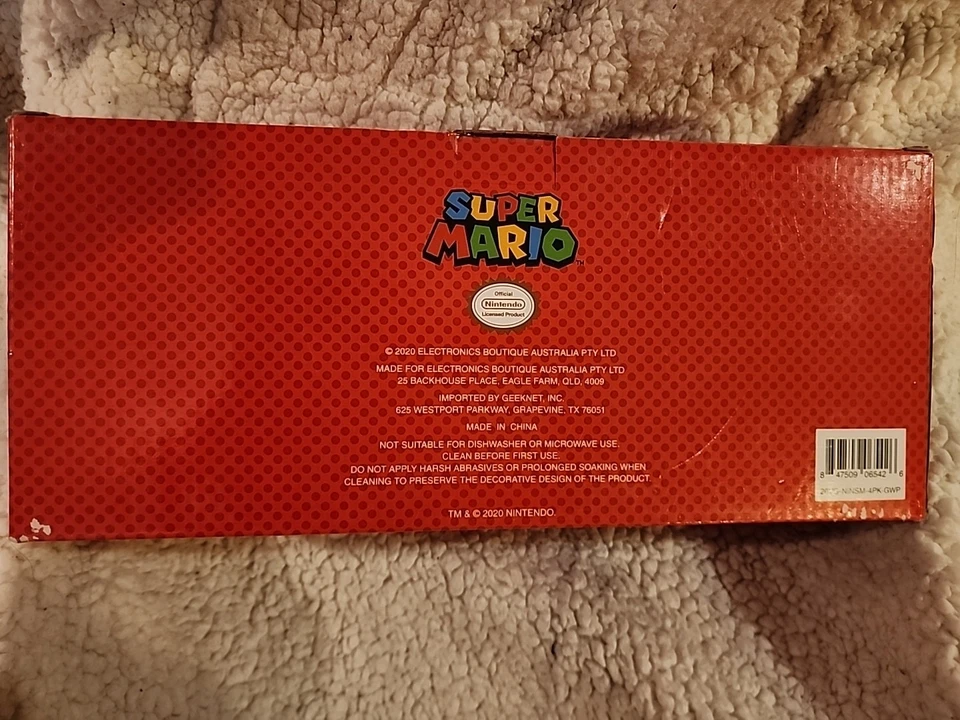 SUPER
MARIO
TM
Official
Nintendo
Licensed Product
© 2020 ELECTRONICS BOUTIQUE AUSTRALIA PTY LTD
MADE FOR ELECTRONICS BOUTIQUE AUSTRALIA PTY LTD
25 BACKHOUSE PLACE, EAGLE FARM, QLD, 4009
IMPORTED BY GEEKNET, INC.
625 WESTPORT PARKWAY, GRAPEVINE, TX 76051
MADE IN CHINA
NOT SUITABLE FOR DISHWASHER OR MICROWAVE USE.
CLEAN BEFORE FIRST USE.
DO NOT APPLY HARSH ABRASIVES OR PROLONGED SOAKING WHEN
CLEANING TO PRESERVE THE DECORATIVE DESIGN OF THE PRODUCT.
8 47509 06542 6
TM & © 2020 NINTENDO.